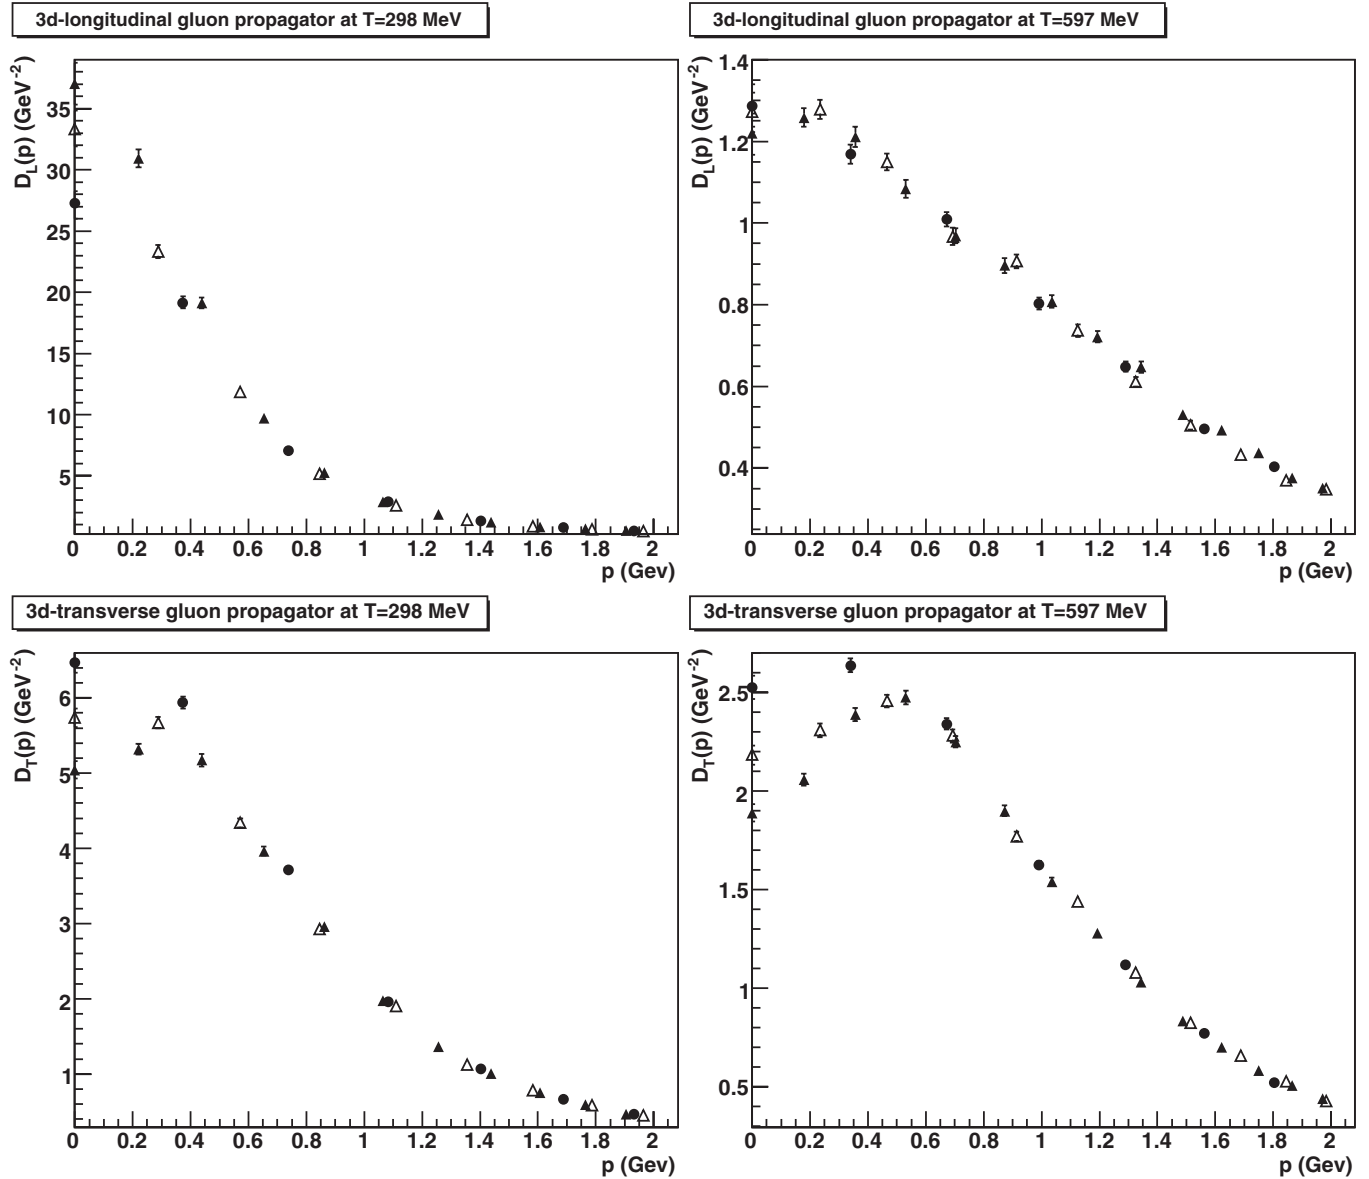 3d-longitudinal gluon propagator at T=298 MeV
D_L(p) (GeV^-2)
35
30
25
20
15
10
5
0 0.2 0.4 0.6 0.8 1 1.2 1.4 1.6 1.8 2
p (Gev)
3d-longitudinal gluon propagator at T=597 MeV
D_L(p) (GeV^-2)
1.4
1.2
1
0.8
0.6
0.4
0 0.2 0.4 0.6 0.8 1 1.2 1.4 1.6 1.8 2
p (Gev)
3d-transverse gluon propagator at T=298 MeV
D_T(p) (GeV^-2)
6
5
4
3
2
1
0 0.2 0.4 0.6 0.8 1 1.2 1.4 1.6 1.8 2
p (Gev)
3d-transverse gluon propagator at T=597 MeV
D_T(p) (GeV^-2)
2.5
2
1.5
1
0.5
0 0.2 0.4 0.6 0.8 1 1.2 1.4 1.6 1.8 2
p (Gev)